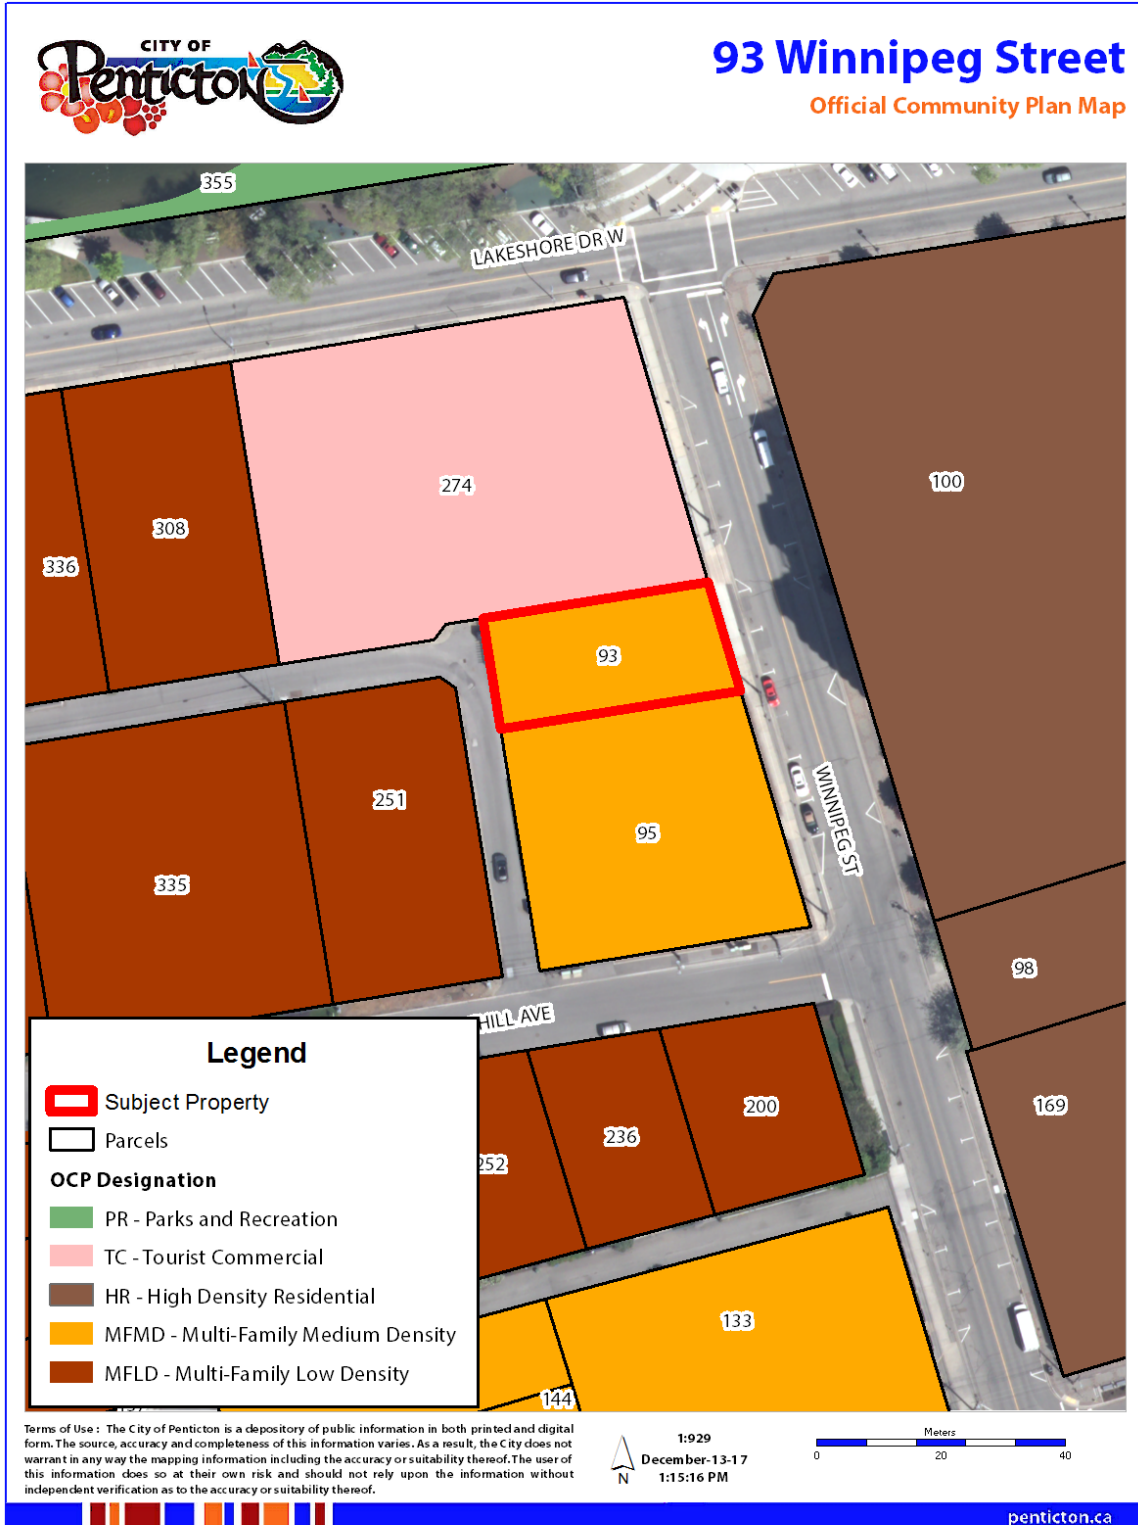 CITY OF
Penticton
93 Winnipeg Street
Official Community Plan Map
355
LAKESHORE DR W
274
100
308
336
93
251
95
WINNIPEG ST
335
98
HILL AVE
169
200
236
252
133
144
Legend
Subject Property
Parcels
OCP Designation
PR - Parks and Recreation
TC - Tourist Commercial
HR - High Density Residential
MFMD - Multi-Family Medium Density
MFLD - Multi-Family Low Density
Terms of Use : The City of Penticton is a depository of public information in both printed and digital
form. The source, accuracy and completeness of this information varies. As a result, the City does not
warrant in any way the mapping information including the accuracy or suitability thereof. The user of
this information does so at their own risk and should not rely upon the information without
independent verification as to the accuracy or suitability thereof.
N
1:929
December-13-17
1:15:16 PM
Meters
0 20 40
penticton.ca